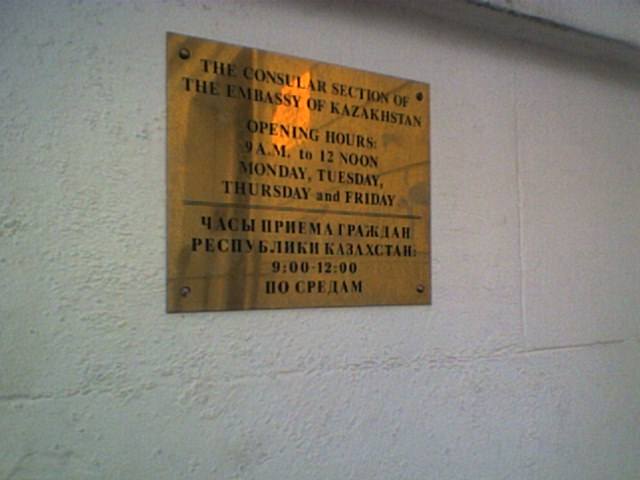 THE CONSULAR SECTION OF
THE EMBASSY OF KAZAKHSTAN
OPENING HOURS:
9 A.M. to 12 NOON
MONDAY, TUESDAY,
THURSDAY and FRIDAY
ЧАСЫ ПРИЕМА ГРАЖДАН
РЕСПУБЛИКИ КАЗАХСТАН:
9:00-12:00
ПО СРЕДАМ